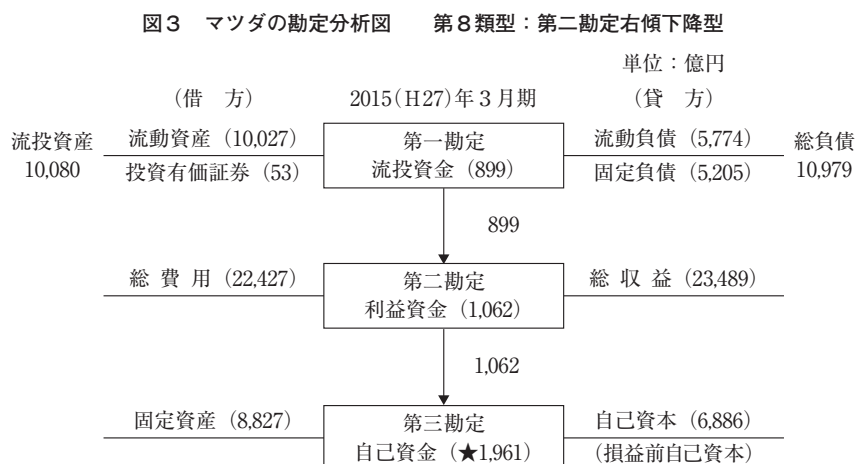 図3 マツダの勘定分析図 第8類型：第二勘定右傾下降型
単位：億円
（借 方） 2015（H27）年3月期 （貸 方）
流投資産 流動資産（10,027） 第一勘定 流動負債（5,774） 総負債
10,080 投資有価証券（53） 流投資金（899） 固定負債（5,205） 10,979
899
総 費 用（22,427） 第二勘定 総 収 益（23,489）
利益資金（1,062）
1,062
固定資産（8,827） 第三勘定 自己資本（6,886）
自己資金（★1,961） （損益前自己資本）